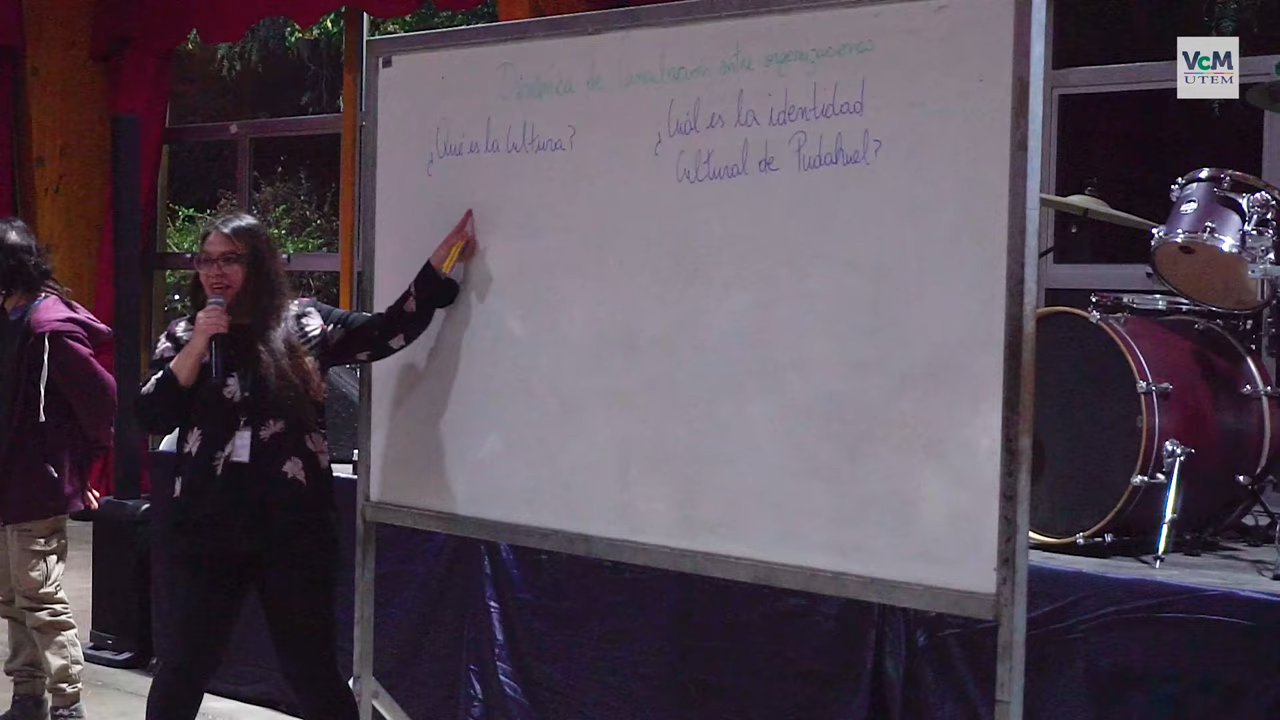 Dinámica de Vinculación entre organizaciones
¿Qué es la Cultura?
¿Cuál es la identidad
Cultural de Pudahuel?
VcM
UTEM